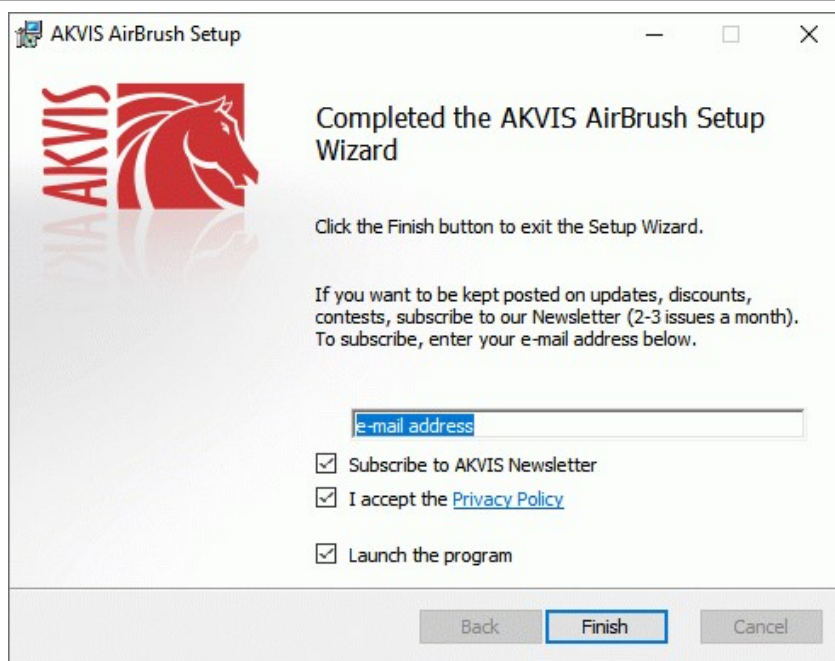 AKVIS AirBrush Setup
AKVIS
Completed the AKVIS AirBrush Setup
Wizard
Click the Finish button to exit the Setup Wizard.
If you want to be kept posted on updates, discounts,
contests, subscribe to our Newsletter (2-3 issues a month).
To subscribe, enter your e-mail address below.
e-mail address
Subscribe to AKVIS Newsletter
I accept the Privacy Policy
Launch the program
Back Finish Cancel